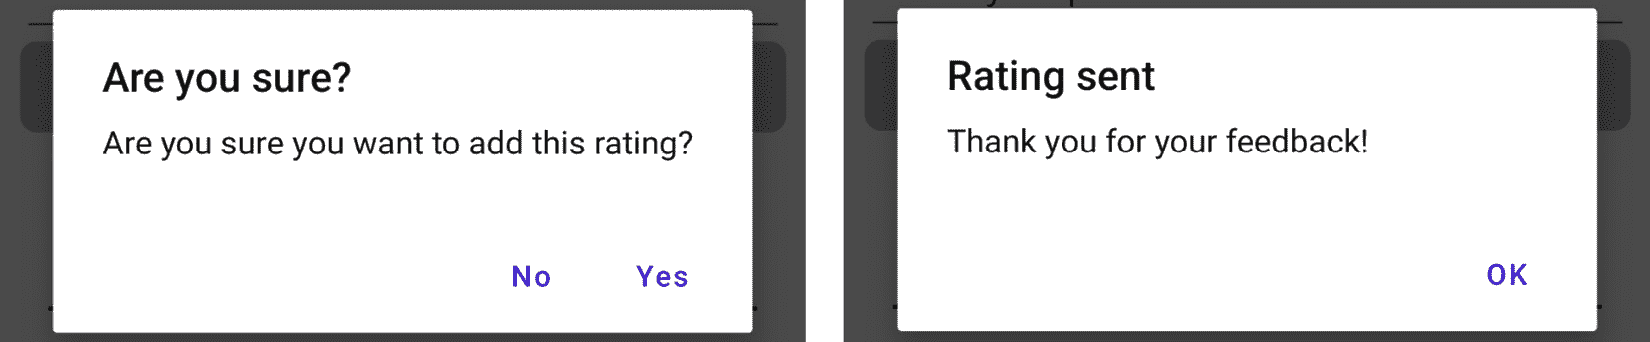 Are you sure?
Are you sure you want to add this rating?
No Yes
Rating sent
Thank you for your feedback!
OK